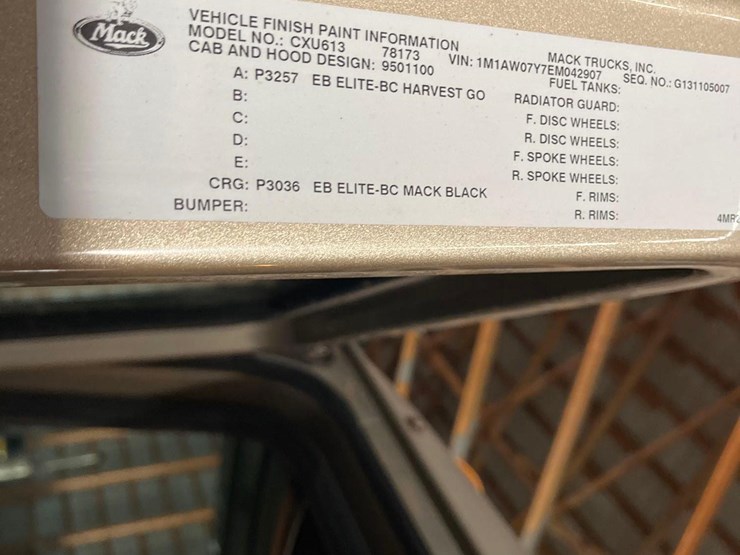 Mack
VEHICLE FINISH PAINT INFORMATION
MACK TRUCKS, INC.
MODEL NO.: CXU613 78173 VIN: 1M1AW07Y7EM042907 SEQ. NO.: G131105007
CAB AND HOOD DESIGN: 9501100 FUEL TANKS:
A: P3257 EB ELITE-BC HARVEST GO RADIATOR GUARD:
B: F. DISC WHEELS:
C: R. DISC WHEELS:
D: F. SPOKE WHEELS:
E: R. SPOKE WHEELS:
CRG: P3036 EB ELITE-BC MACK BLACK F. RIMS:
BUMPER: R. RIMS: